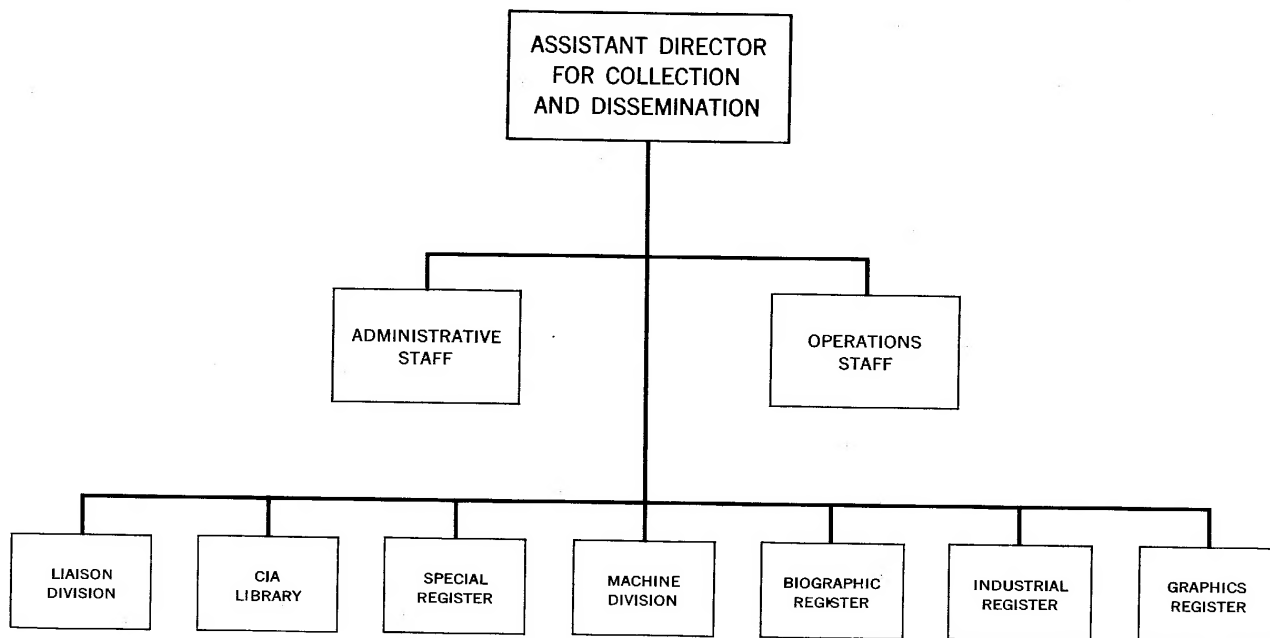 ASSISTANT DIRECTOR
FOR COLLECTION
AND DISSEMINATION
ADMINISTRATIVE
STAFF
OPERATIONS
STAFF
LIAISON
DIVISION
CIA
LIBRARY
SPECIAL
REGISTER
MACHINE
DIVISION
BIOGRAPHIC
REGISTER
INDUSTRIAL
REGISTER
GRAPHICS
REGISTER